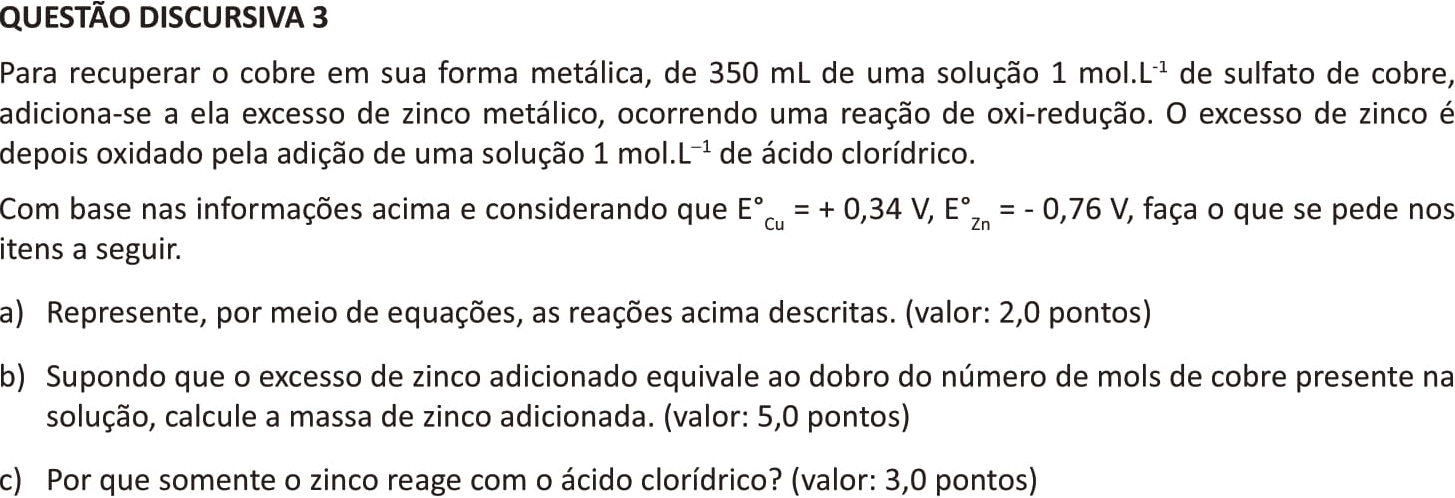 QUESTÃO DISCURSIVA 3
Para recuperar o cobre em sua forma metálica, de 350 mL de uma solução 1 mol.L⁻¹ de sulfato de cobre,
adiciona-se a ela excesso de zinco metálico, ocorrendo uma reação de oxi-redução. O excesso de zinco é
depois oxidado pela adição de uma solução 1 mol.L⁻¹ de ácido clorídrico.
Com base nas informações acima e considerando que E°Cu = + 0,34 V, E°Zn = - 0,76 V, faça o que se pede nos
itens a seguir.
a) Represente, por meio de equações, as reações acima descritas. (valor: 2,0 pontos)
b) Supondo que o excesso de zinco adicionado equivale ao dobro do número de mols de cobre presente na
solução, calcule a massa de zinco adicionada. (valor: 5,0 pontos)
c) Por que somente o zinco reage com o ácido clorídrico? (valor: 3,0 pontos)